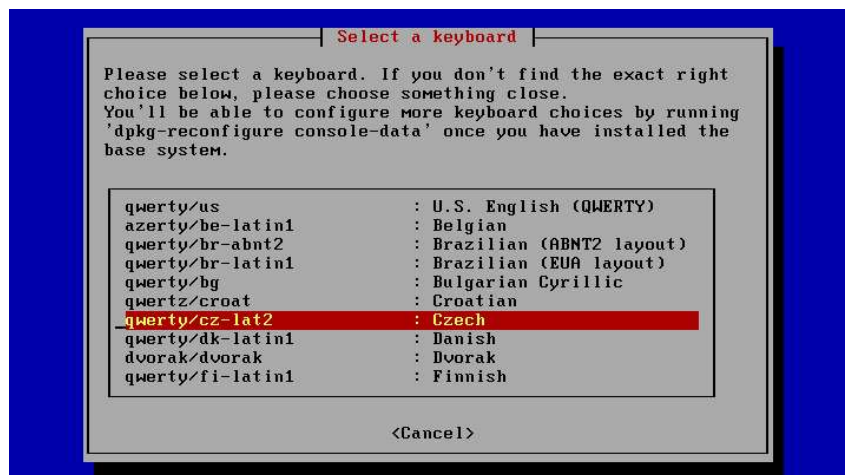 Select a keyboard
Please select a keyboard. If you don't find the exact right
choice below, please choose something close.
You'll be able to configure more keyboard choices by running
'dpkg-reconfigure console-data' once you have installed the
base system.
qwerty/us : U.S. English (QWERTY)
azerty/be-latin1 : Belgian
qwerty/br-abnt2 : Brazilian (ABNT2 layout)
qwerty/br-latin1 : Brazilian (EUA layout)
qwerty/bg : Bulgarian Cyrillic
qwertz/croat : Croatian
qwerty/cz-lat2 : Czech
qwerty/dk-latin1 : Danish
dvorak/dvorak : Dvorak
qwerty/fi-latin1 : Finnish
<Cancel>